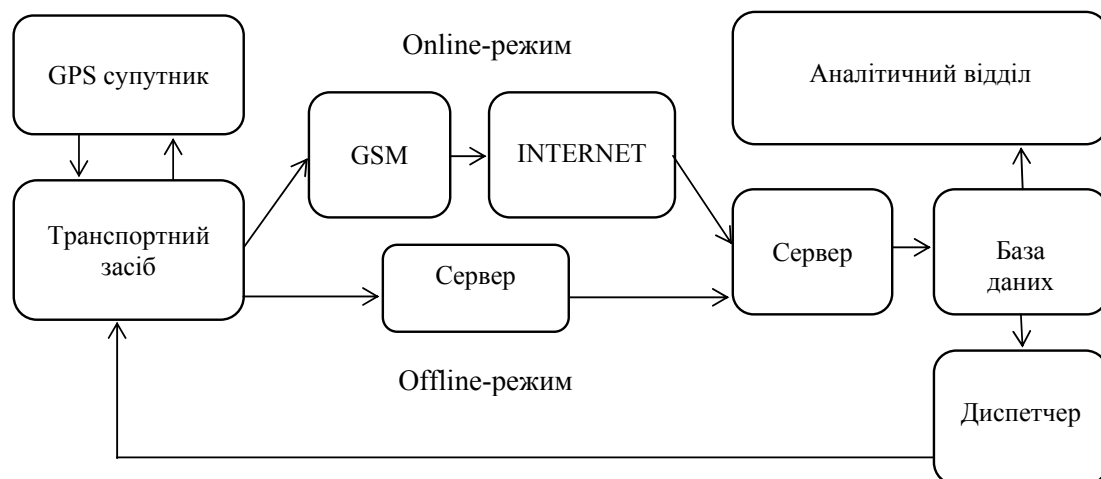 Online-режим
GPS супутник
Аналітичний відділ
GSM
INTERNET
Транспортний
засіб
Сервер
Сервер
База
даних
Offline-режим
Диспетчер